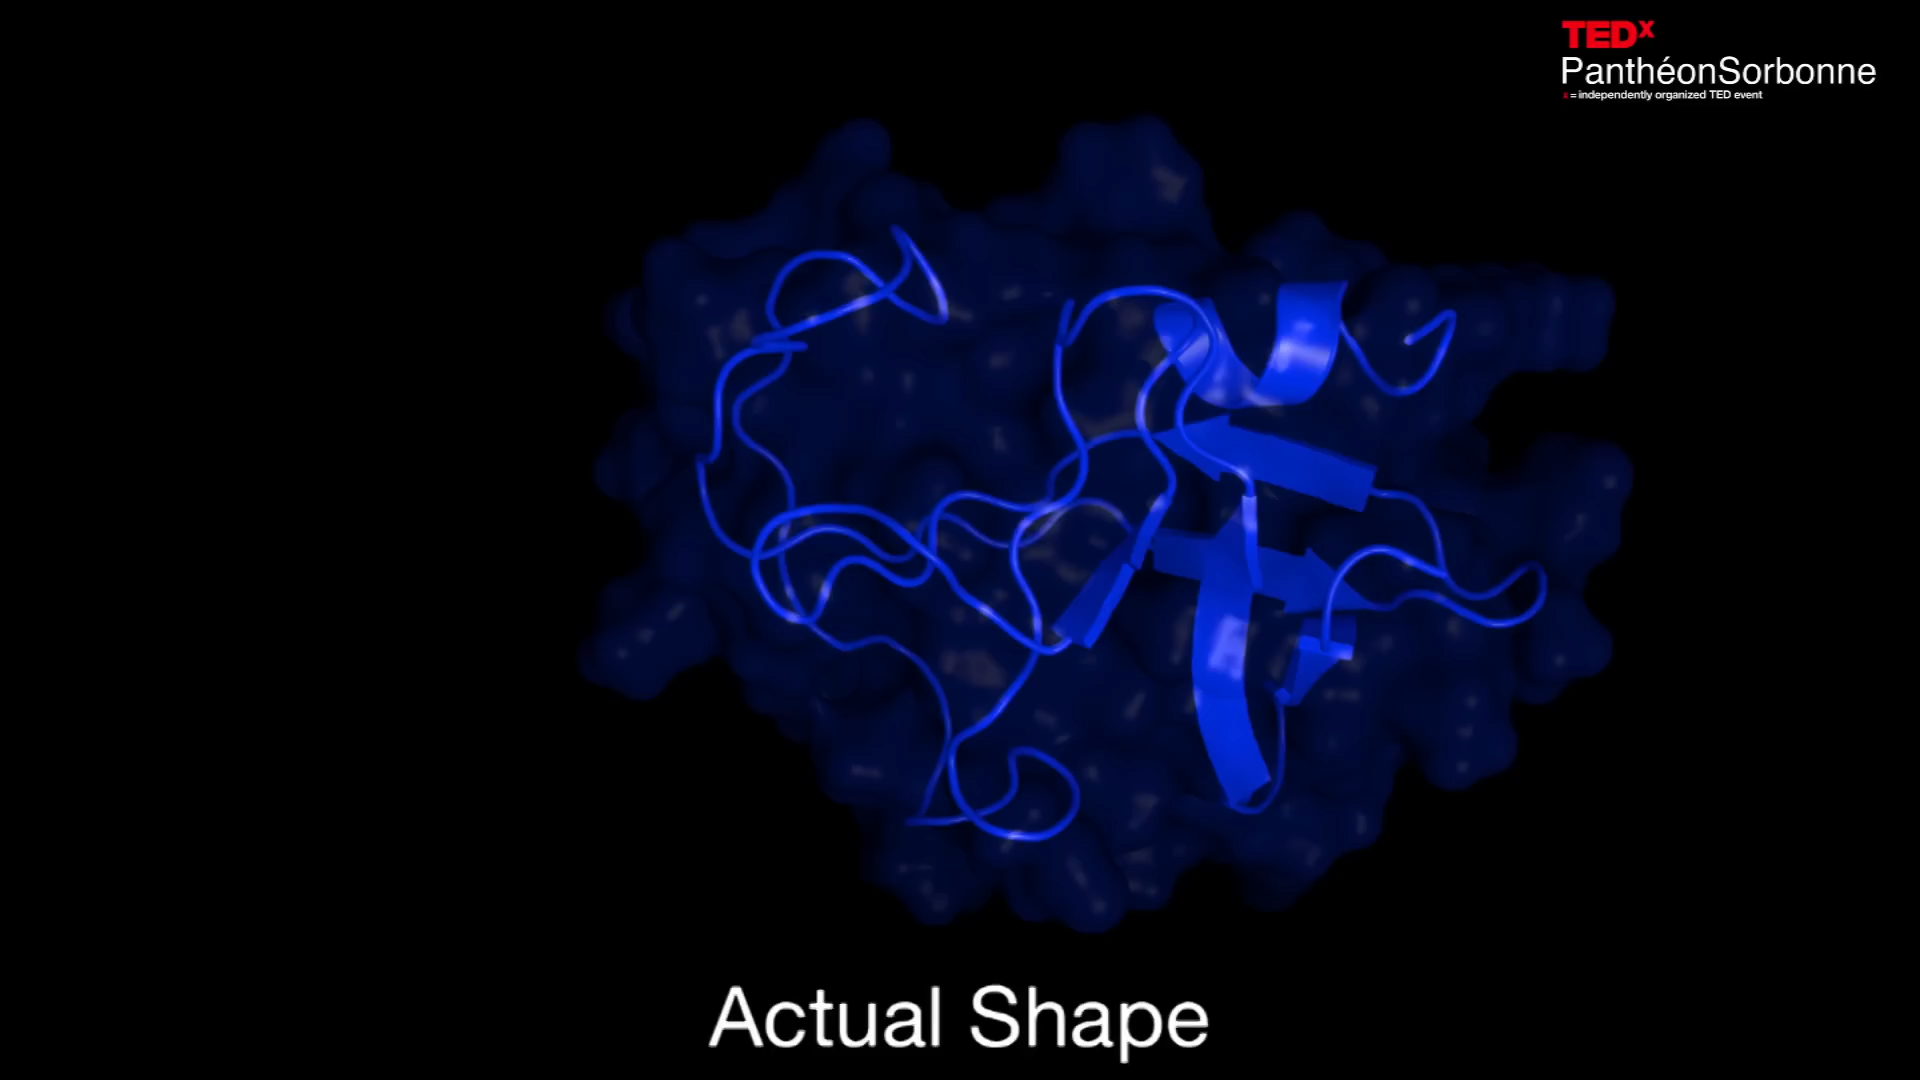 TEDx
PanthéonSorbonne
x = independently organized TED event
Actual Shape